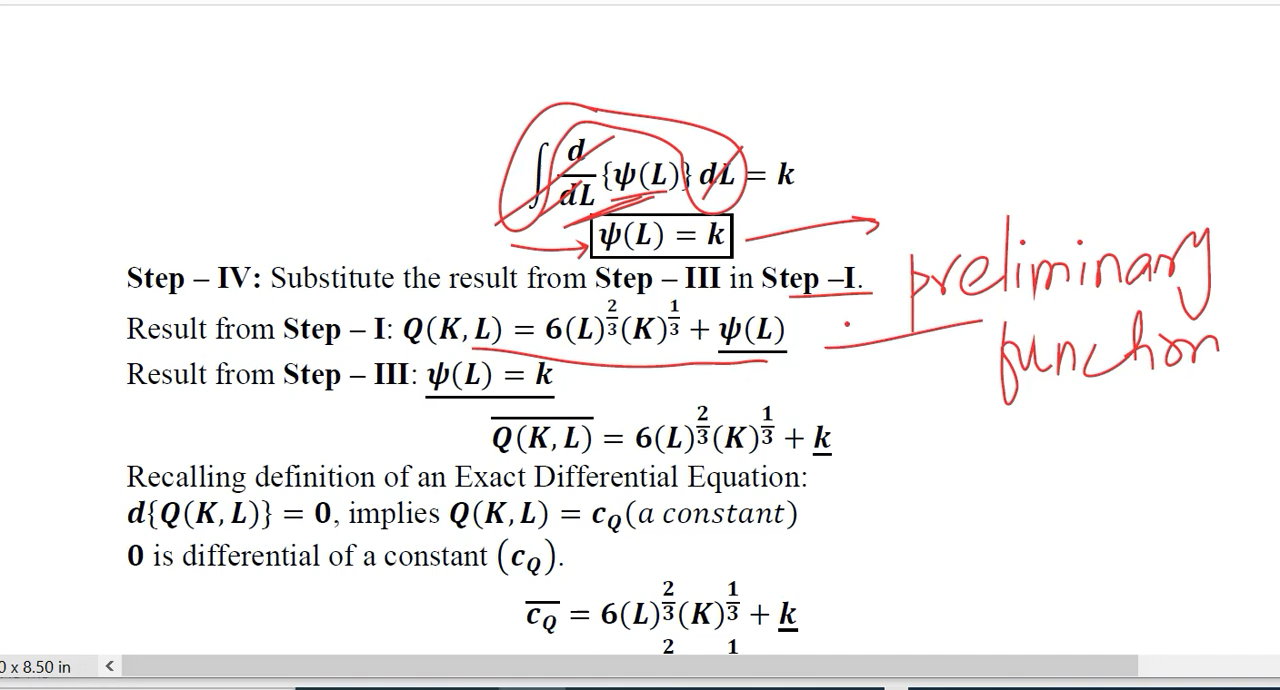 ∫ d/dL {ψ(L)} dL = k
ψ(L) = k
preliminary
function
Step – IV: Substitute the result from Step – III in Step –I.
Result from Step – I: Q(K, L) = 6(L)^(2/3)(K)^(1/3) + ψ(L)
Result from Step – III: ψ(L) = k
Q(K, L) = 6(L)^(2/3)(K)^(1/3) + k
Recalling definition of an Exact Differential Equation:
d{Q(K, L)} = 0, implies Q(K, L) = c_Q(a constant)
0 is differential of a constant (c_Q).
c_Q = 6(L)^(2/3)(K)^(1/3) + k
2 1
0 x 8.50 in <